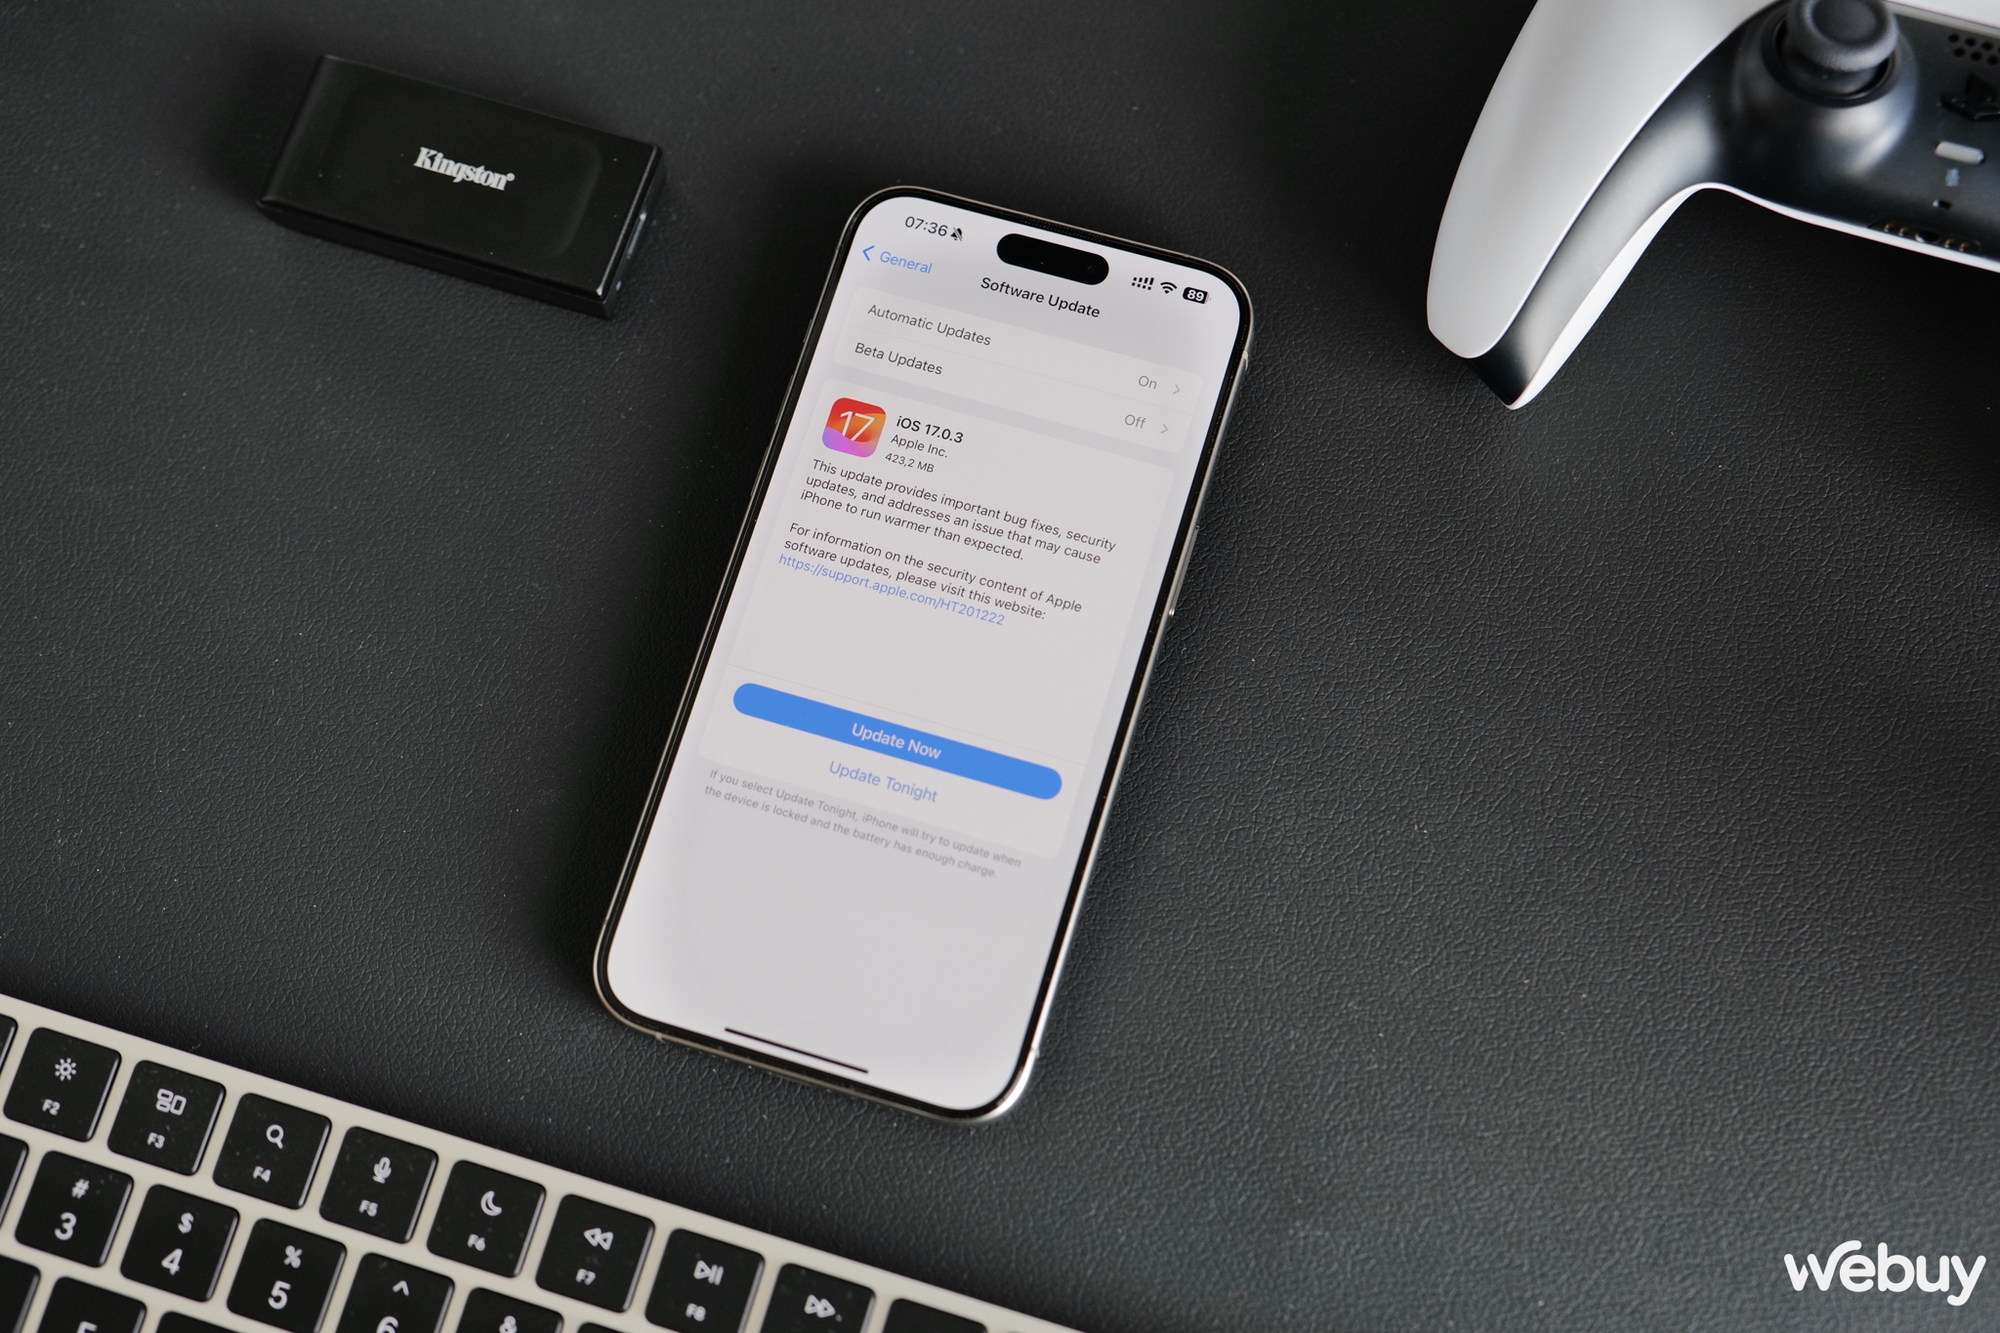 Kingston
07:36
89
General
Software Update
Automatic Updates
On
Beta Updates
Off
17
iOS 17.0.3
Apple Inc.
423,2 MB
This update provides important bug fixes, security
updates, and addresses an issue that may cause
iPhone to run warmer than expected.
For information on the security content of Apple
software updates, please visit this website:
https://support.apple.com/HT201222
Update Now
Update Tonight
If you select Update Tonight, iPhone will try to update when
the device is locked and the battery has enough charge.
F2
F3
F4
F5
F6
F7
F8
#
3
$
4
%
5
^
6
&
webuy